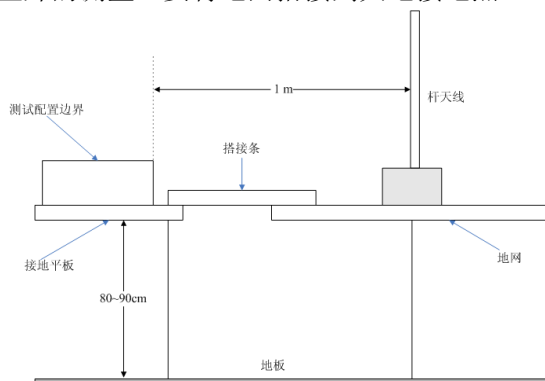 1 m
杆天线
测试配置边界
搭接条
接地平板
地网
80~90cm
地板